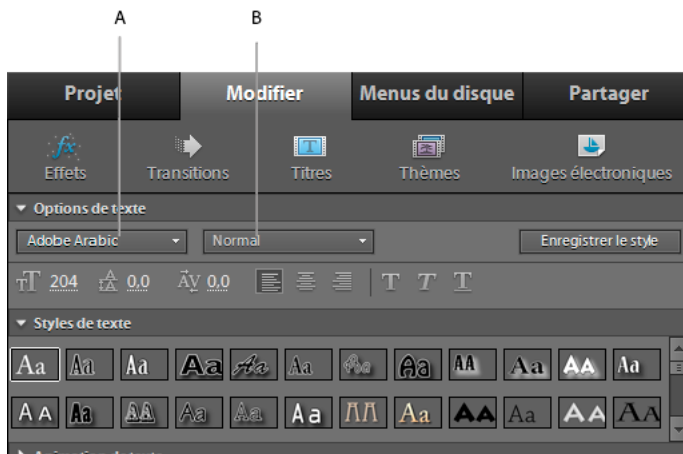 A B
Projet Modifier Menus du disque Partager
fx
Effets Transitions Titres Thèmes Images électroniques
Options de texte
Adobe Arabic Normal Enregistrer le style
TT 204 A 0,0 AV 0,0 T T T
Styles de texte
Aa Aa Aa Aa Aa Aa Aa Aa AA Aa AA Aa
AA Aa AA Aa Aa Aa AA Aa AA Aa AA AA